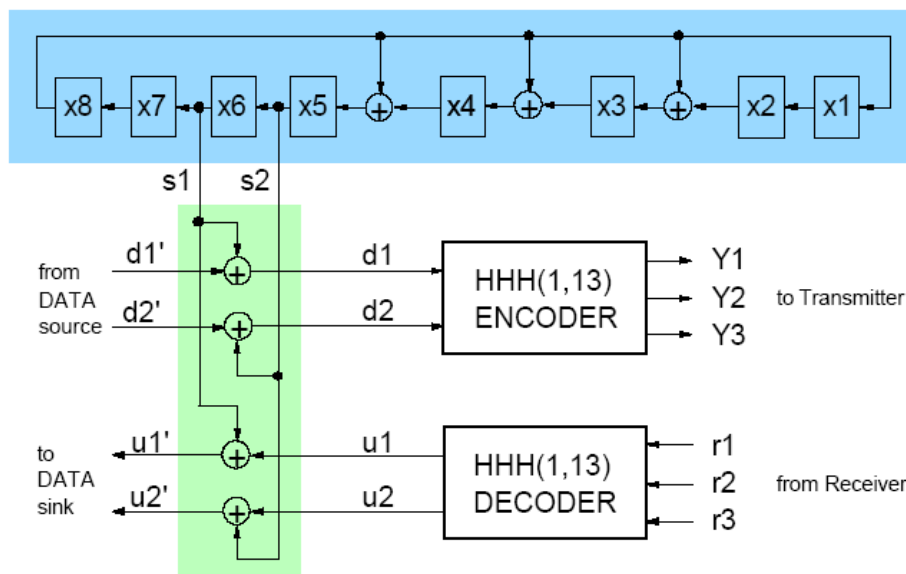 x8 x7 x6 x5 x4 x3 x2 x1
s1 s2
from
DATA
source
d1'
d2'
d1
d2
HHH(1,13)
ENCODER
Y1
Y2
Y3
to Transmitter
to
DATA
sink
u1'
u2'
u1
u2
HHH(1,13)
DECODER
r1
r2
r3
from Receiver